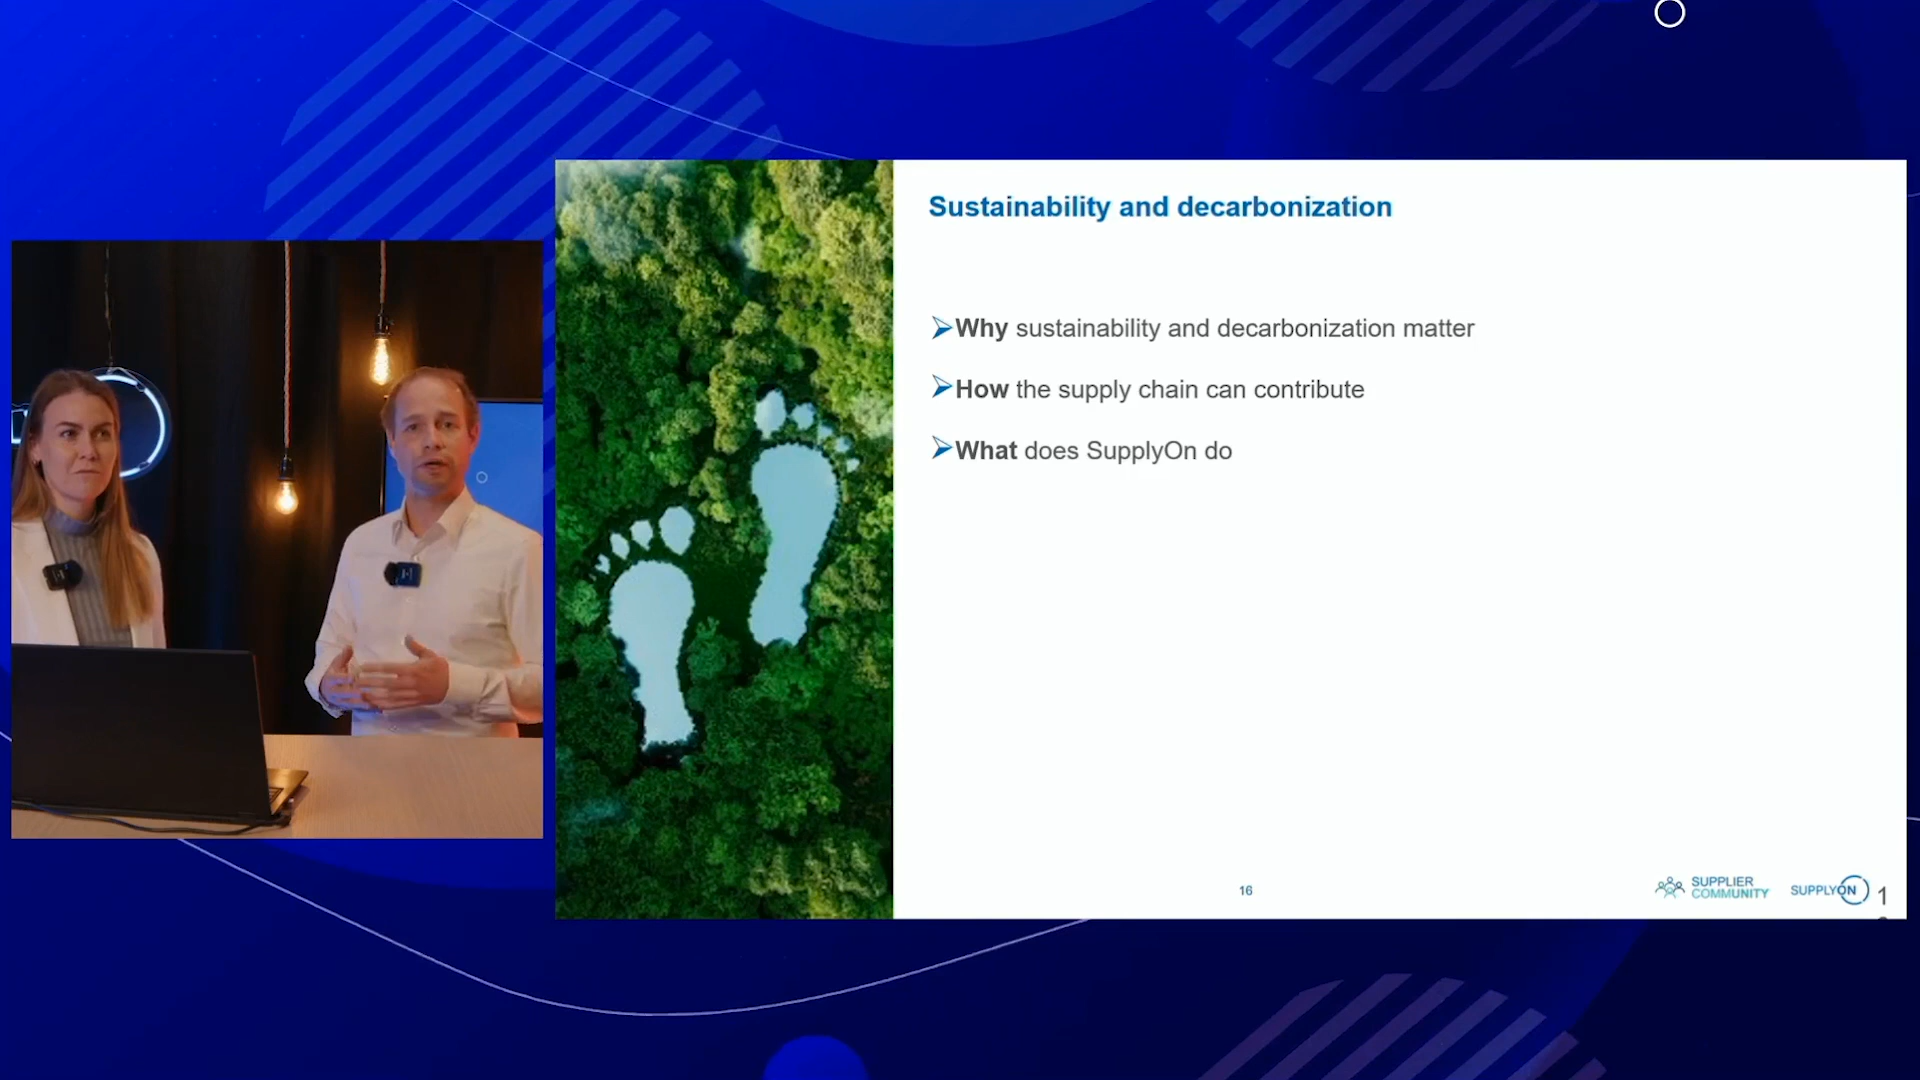 Sustainability and decarbonization
Why sustainability and decarbonization matter
How the supply chain can contribute
What does SupplyOn do
16
SUPPLIER
COMMUNITY
SUPPLYON
1